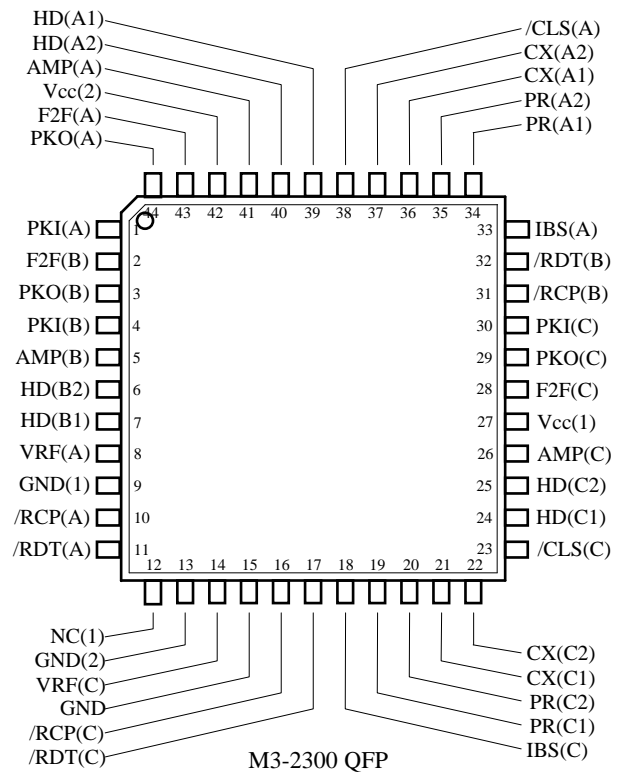 HD(A1)
HD(A2)
AMP(A)
Vcc(2)
F2F(A)
PKO(A)
/CLS(A)
CX(A2)
CX(A1)
PR(A2)
PR(A1)
44 43 42 41 40 39 38 37 36 35 34
PKI(A) 1 33 IBS(A)
F2F(B) 2 32 /RDT(B)
PKO(B) 3 31 /RCP(B)
PKI(B) 4 30 PKI(C)
AMP(B) 5 29 PKO(C)
HD(B2) 6 28 F2F(C)
HD(B1) 7 27 Vcc(1)
VRF(A) 8 26 AMP(C)
GND(1) 9 25 HD(C2)
/RCP(A) 10 24 HD(C1)
/RDT(A) 11 23 /CLS(C)
12 13 14 15 16 17 18 19 20 21 22
NC(1)
GND(2)
VRF(C)
GND
/RCP(C)
/RDT(C)
CX(C2)
CX(C1)
PR(C2)
PR(C1)
IBS(C)
M3-2300 QFP